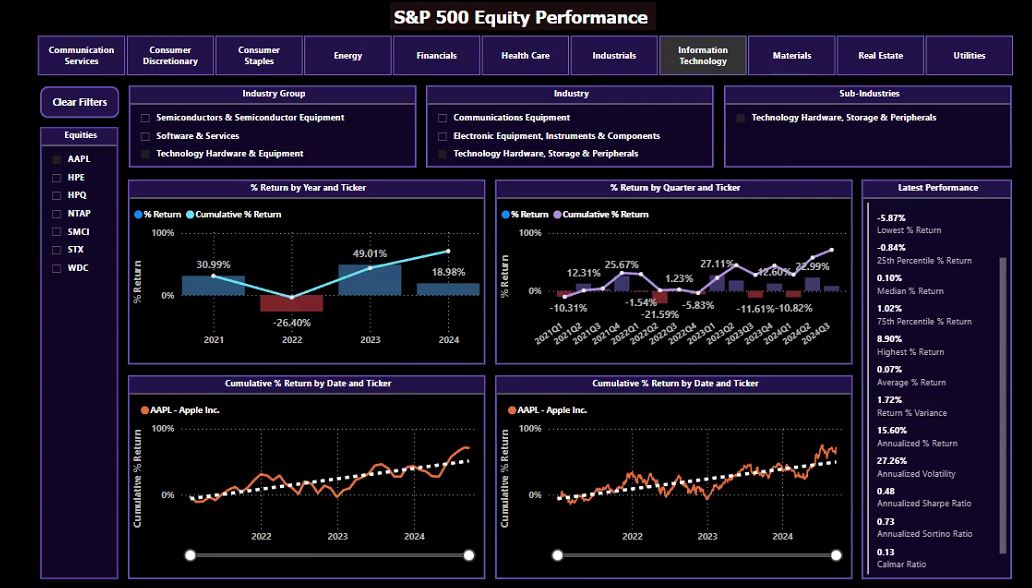 S&P 500 Equity Performance
Communication Services
Consumer Discretionary
Consumer Staples
Energy
Financials
Health Care
Industrials
Information Technology
Materials
Real Estate
Utilities
Clear Filters
Equities
AAPL
HPE
HPQ
NTAP
SMCI
STX
WDC
Industry Group
Semiconductors & Semiconductor Equipment
Software & Services
Technology Hardware & Equipment
Industry
Communications Equipment
Electronic Equipment, Instruments & Components
Technology Hardware, Storage & Peripherals
Sub-Industries
Technology Hardware, Storage & Peripherals
% Return by Year and Ticker
% Return Cumulative % Return
% Return
100%
0%
30.99%
-26.40%
49.01%
18.98%
2021 2022 2023 2024
% Return by Quarter and Ticker
% Return Cumulative % Return
% Return
100%
0%
-10.31%
12.31%
25.67%
-1.54%
-21.59%
1.23%
-5.83%
27.11%
-11.61%
12.60%
-10.82%
22.99%
2021Q1 2021Q2 2021Q3 2021Q4 2022Q1 2022Q2 2022Q3 2022Q4 2023Q1 2023Q2 2023Q3 2023Q4 2024Q1 2024Q2 2024Q3
Cumulative % Return by Date and Ticker
AAPL - Apple Inc.
Cumulative % Return
100%
0%
2022 2023 2024
Cumulative % Return by Date and Ticker
AAPL - Apple Inc.
Cumulative % Return
100%
0%
2022 2023 2024
Latest Performance
-5.87%
Lowest % Return
-0.84%
25th Percentile % Return
0.10%
Median % Return
1.02%
75th Percentile % Return
8.90%
Highest % Return
0.07%
Average % Return
1.72%
Return % Variance
15.60%
Annualized % Return
27.26%
Annualized Volatility
0.48
Annualized Sharpe Ratio
0.73
Annualized Sortino Ratio
0.13
Calmar Ratio